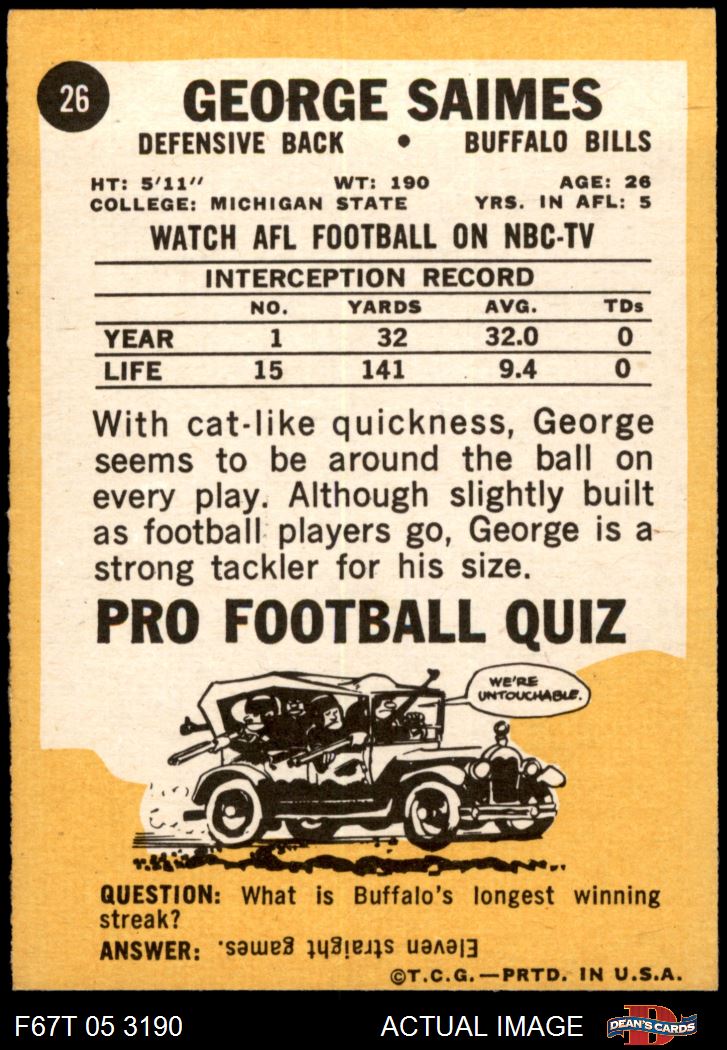 26
GEORGE SAIMES
DEFENSIVE BACK • BUFFALO BILLS
HT: 5'11" WT: 190 AGE: 26
COLLEGE: MICHIGAN STATE YRS. IN AFL: 5
WATCH AFL FOOTBALL ON NBC-TV
INTERCEPTION RECORD
NO. YARDS AVG. TDs
YEAR 1 32 32.0 0
LIFE 15 141 9.4 0
With cat-like quickness, George
seems to be around the ball on
every play. Although slightly built
as football players go, George is a
strong tackler for his size.
PRO FOOTBALL QUIZ
WE'RE
UNTOUCHABLE.
QUESTION: What is Buffalo's longest winning
streak?
ANSWER: Eleven straight games.
©T.C.G.—PRTD. IN U.S.A.
F67T 05 3190 ACTUAL IMAGE D DEAN'S CARDS